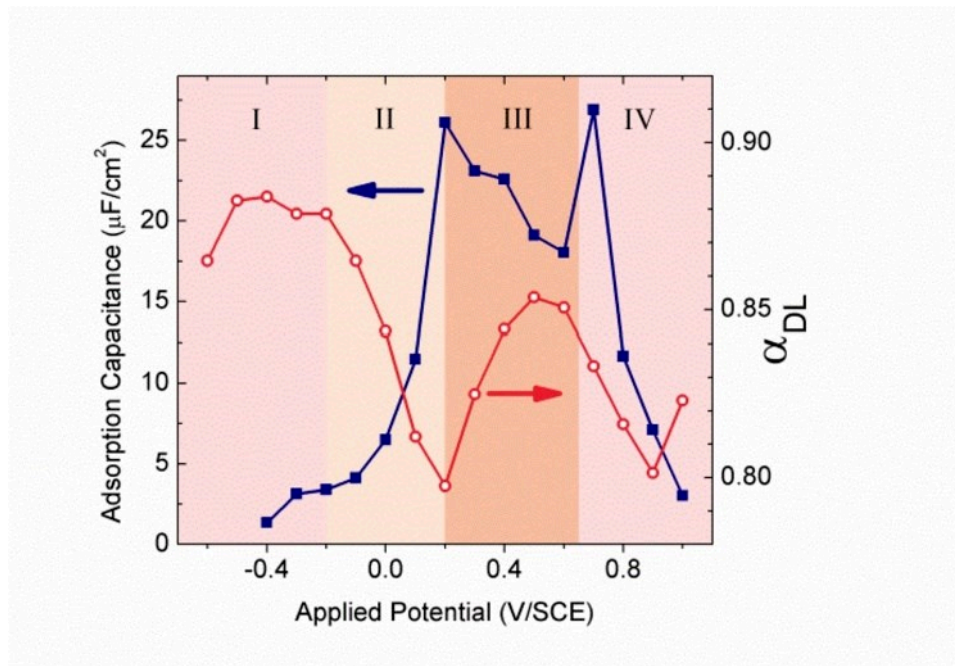 I II III IV
25
20
15
10
5
0
Adsorption Capacitance (μF/cm²)
0.90
0.85
0.80
α_DL
-0.4 0.0 0.4 0.8
Applied Potential (V/SCE)